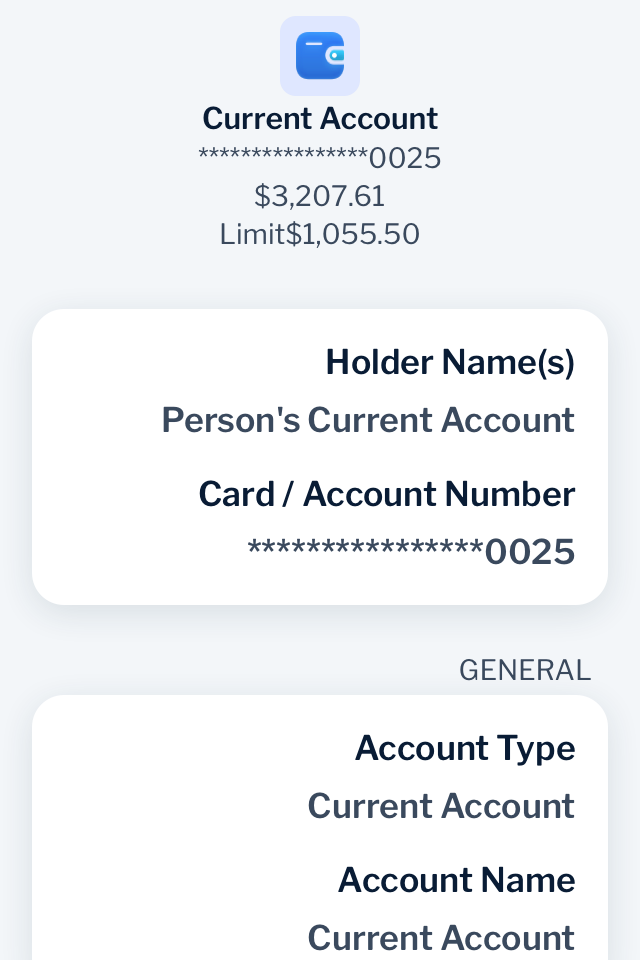 Current Account
****************0025
$3,207.61
Limit$1,055.50
Holder Name(s)
Person's Current Account
Card / Account Number
****************0025
GENERAL
Account Type
Current Account
Account Name
Current Account